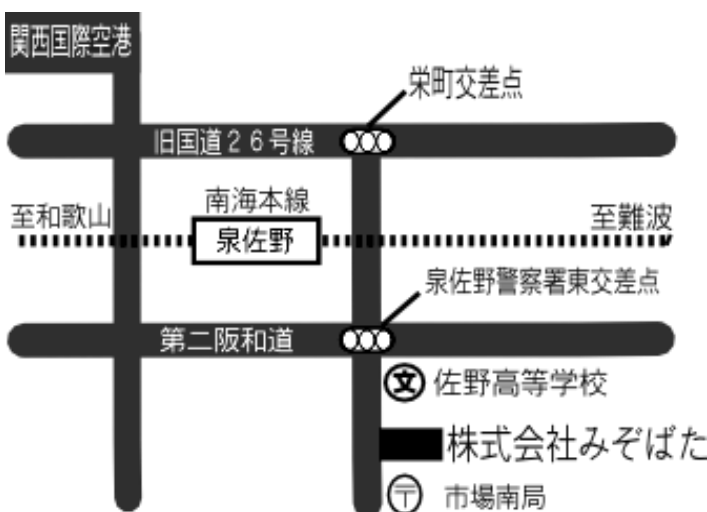 関西国際空港
栄町交差点
旧国道２６号線
南海本線
至和歌山
至難波
泉佐野
泉佐野警察署東交差点
第二阪和道
文
佐野高等学校
株式会社みぞばた
〒
市場南局